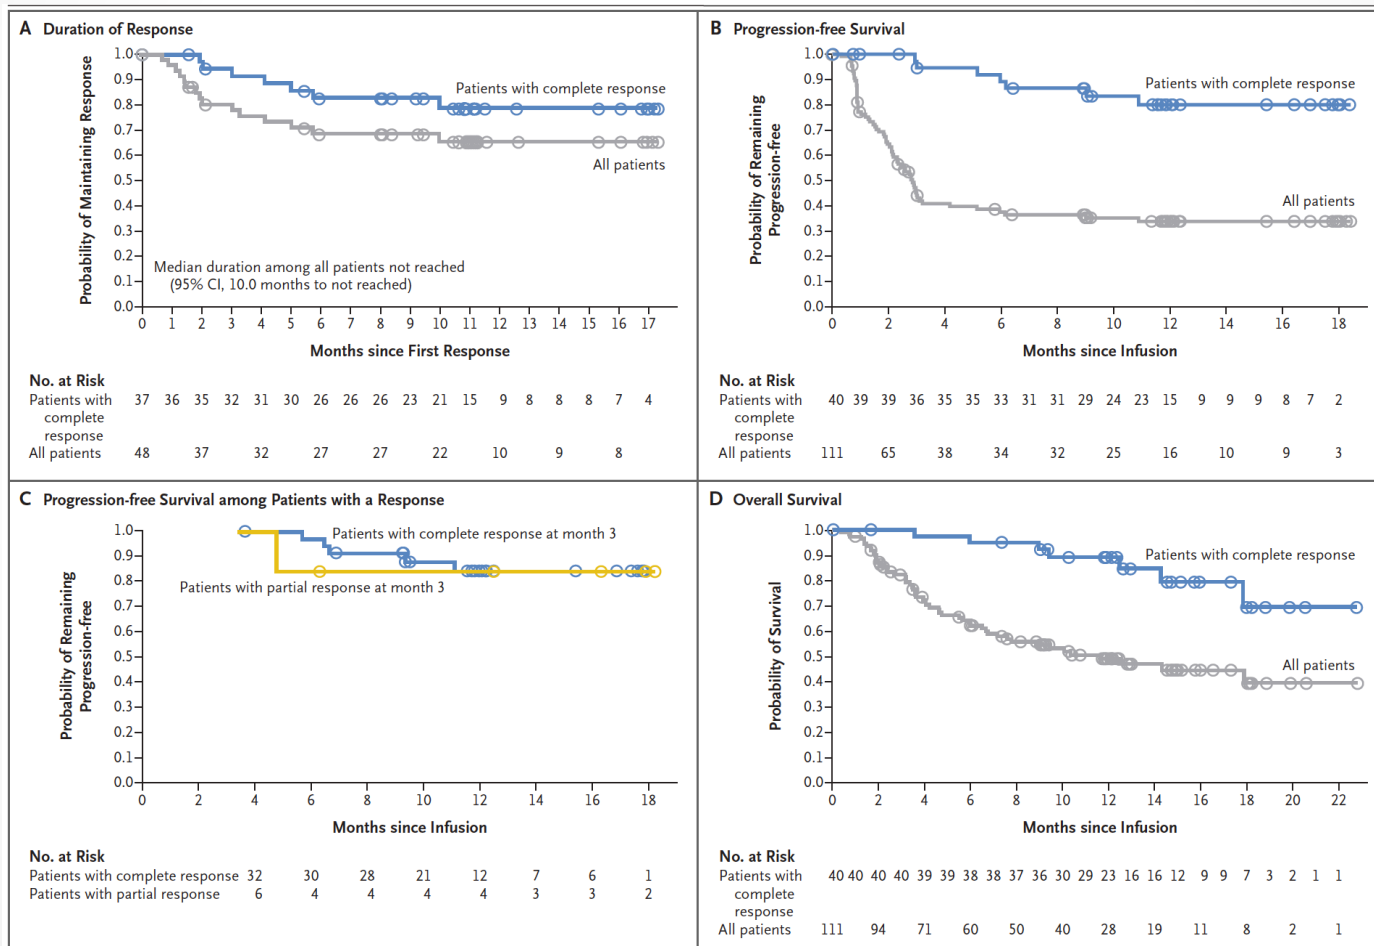 A Duration of Response
1.0
0.9
0.8
0.7
0.6
0.5
0.4
0.3
0.2
0.1
0.0
Probability of Maintaining Response
Patients with complete response
All patients
Median duration among all patients not reached
(95% CI, 10.0 months to not reached)
0 1 2 3 4 5 6 7 8 9 10 11 12 13 14 15 16 17
Months since First Response
No. at Risk
Patients with 37 36 35 32 31 30 26 26 26 23 21 15 9 8 8 8 7 4
complete
response
All patients 48 37 32 27 27 22 10 9 8
B Progression-free Survival
1.0
0.9
0.8
0.7
0.6
0.5
0.4
0.3
0.2
0.1
0.0
Probability of Remaining
Progression-free
Patients with complete response
All patients
0 2 4 6 8 10 12 14 16 18
Months since Infusion
No. at Risk
Patients with 40 39 39 36 35 35 33 31 31 29 24 23 15 9 9 9 8 7 2
complete
response
All patients 111 65 38 34 32 25 16 10 9 3
C Progression-free Survival among Patients with a Response
1.0
0.9
0.8
0.7
0.6
0.5
0.4
0.3
0.2
0.1
0.0
Probability of Remaining
Progression-free
Patients with complete response at month 3
Patients with partial response at month 3
0 2 4 6 8 10 12 14 16 18
Months since Infusion
No. at Risk
Patients with complete response 32 30 28 21 12 7 6 1
Patients with partial response 6 4 4 4 4 3 3 2
D Overall Survival
1.0
0.9
0.8
0.7
0.6
0.5
0.4
0.3
0.2
0.1
0.0
Probability of Survival
Patients with complete response
All patients
0 2 4 6 8 10 12 14 16 18 20 22
Months since Infusion
No. at Risk
Patients with 40 40 40 40 39 39 38 38 37 36 30 29 23 16 16 12 9 9 7 3 2 1 1
complete
response
All patients 111 94 71 60 50 40 28 19 11 8 2 1